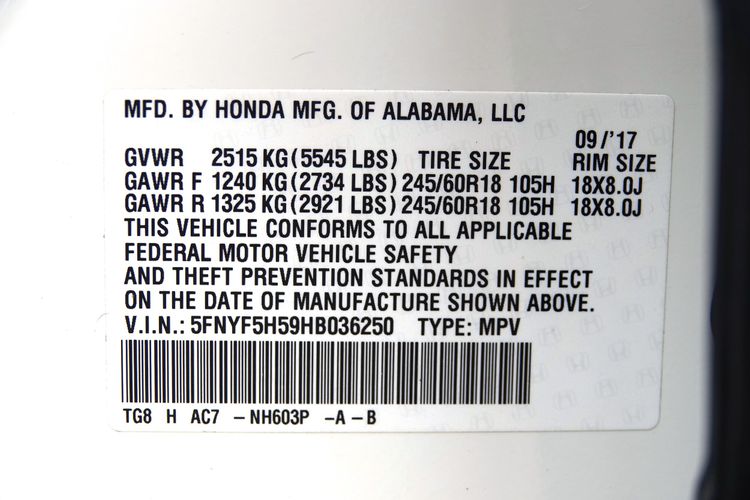 MFD. BY HONDA MFG. OF ALABAMA, LLC
09/'17
GVWR 2515 KG (5545 LBS) TIRE SIZE RIM SIZE
GAWR F 1240 KG (2734 LBS) 245/60R18 105H 18X8.0J
GAWR R 1325 KG (2921 LBS) 245/60R18 105H 18X8.0J
THIS VEHICLE CONFORMS TO ALL APPLICABLE
FEDERAL MOTOR VEHICLE SAFETY
AND THEFT PREVENTION STANDARDS IN EFFECT
ON THE DATE OF MANUFACTURE SHOWN ABOVE.
V.I.N.: 5FNYF5H59HB036250 TYPE: MPV
TG8 H AC7 – NH603P – A – B